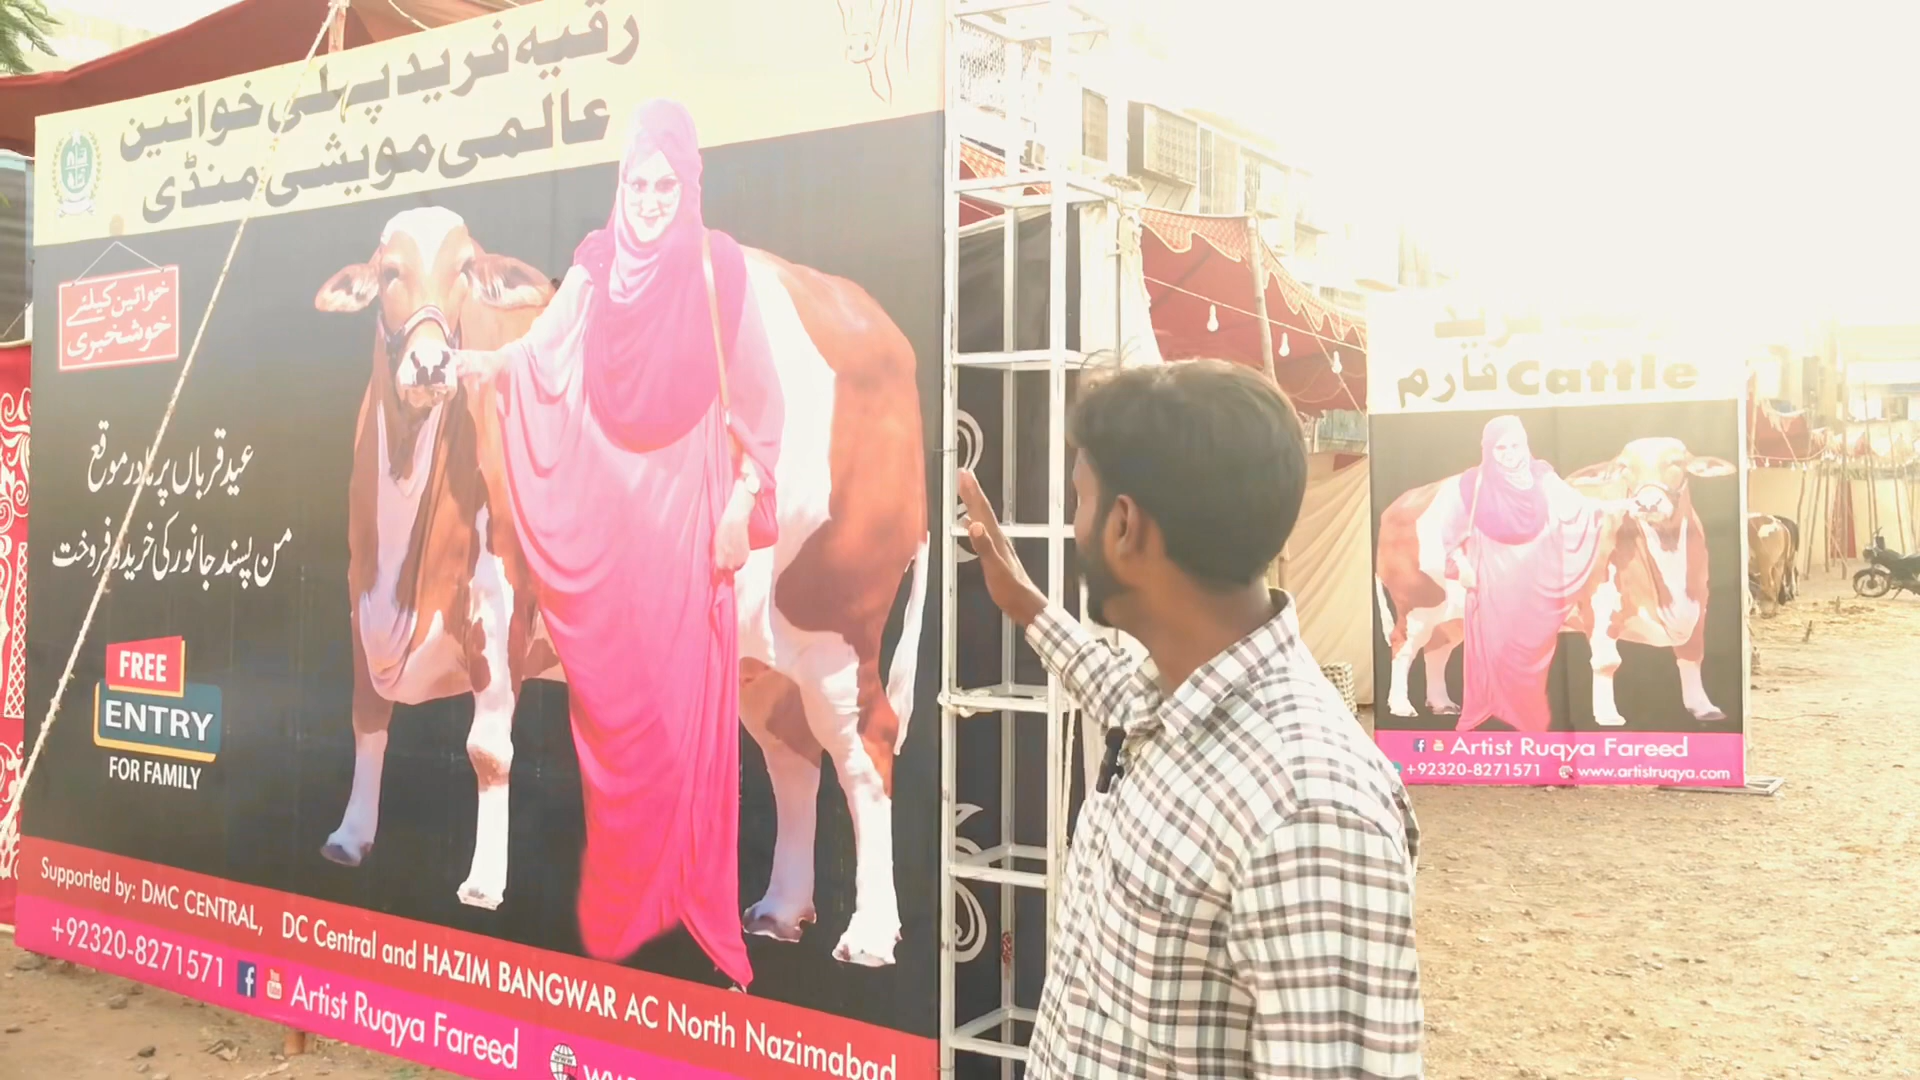 رقیہ فرید پہلی خواتین
عالمی مویشی منڈی
خواتین کیلئے
خوشخبری
عید قرباں پر نادر موقع
من پسند جانور کی خرید و فروخت
FREE
ENTRY
FOR FAMILY
Supported by: DMC CENTRAL, DC Central and HAZIM BANGWAR AC North Nazimabad
+92320-8271571 Artist Ruqya Fareed
فرید
Cattle فارم
Artist Ruqya Fareed
+92320-8271571 www.artistruqya.com